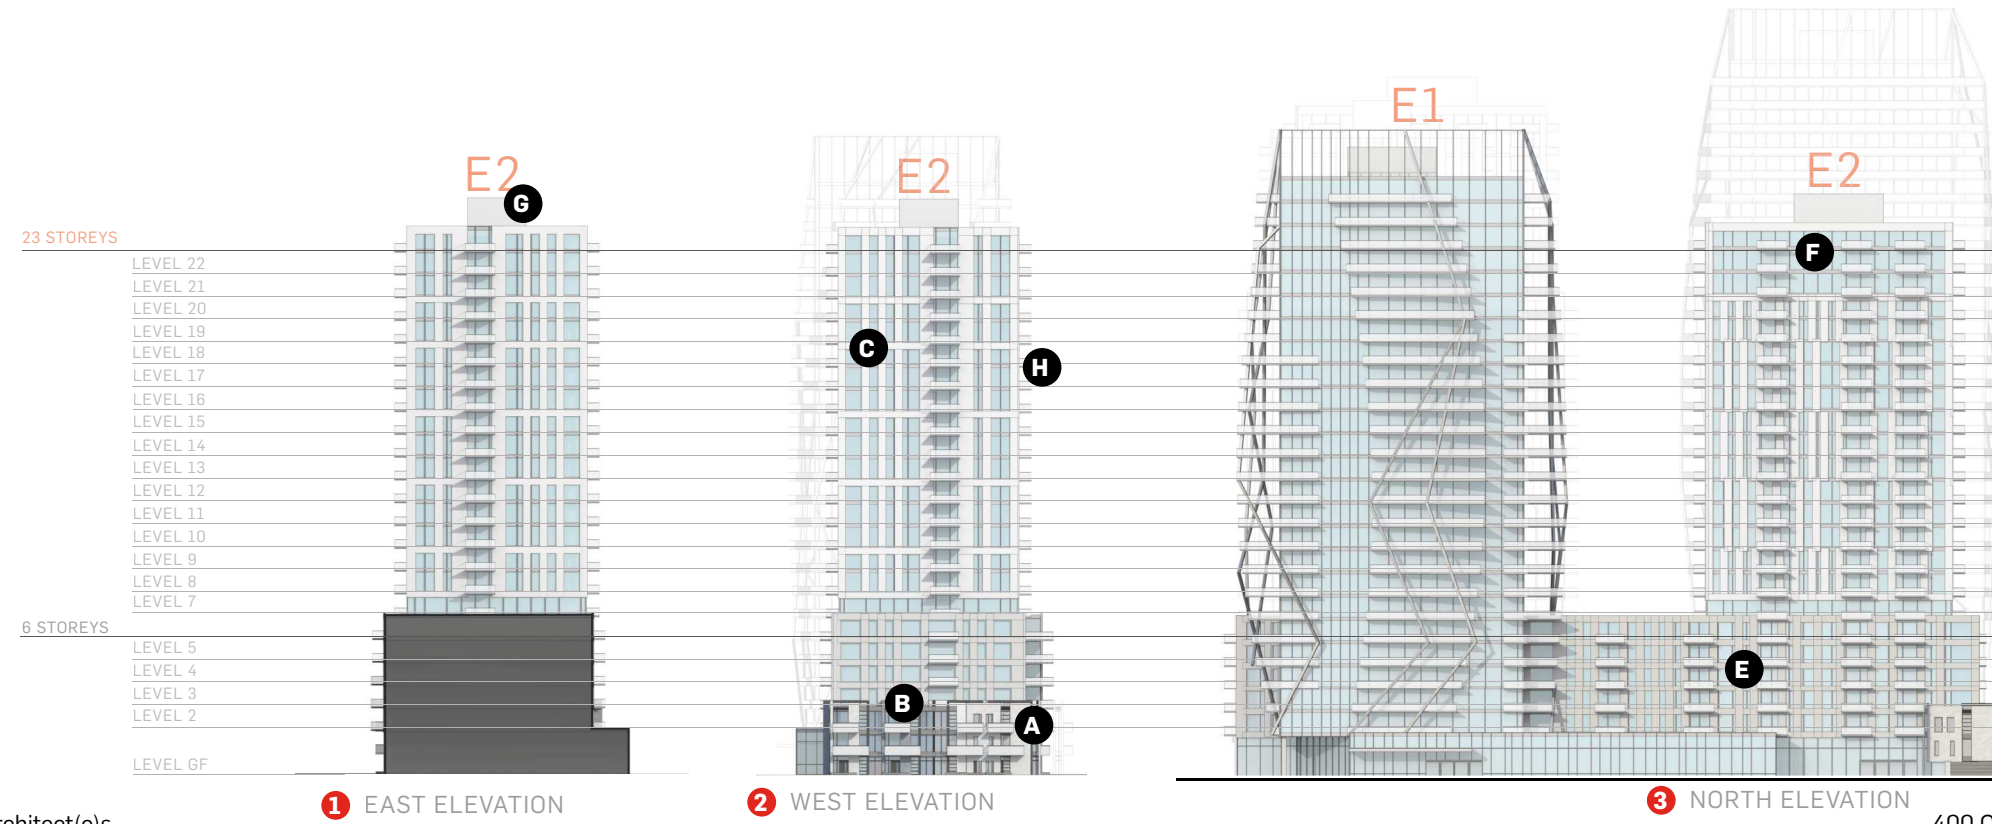 E1
E2
E2
E2
G
23 STOREYS
F
LEVEL 22
LEVEL 21
LEVEL 20
LEVEL 19
LEVEL 18
C
H
LEVEL 17
LEVEL 16
LEVEL 15
LEVEL 14
LEVEL 13
LEVEL 12
LEVEL 11
LEVEL 10
LEVEL 9
LEVEL 8
LEVEL 7
6 STOREYS
LEVEL 5
LEVEL 4
E
LEVEL 3
B
LEVEL 2
A
LEVEL GF
1 EAST ELEVATION
2 WEST ELEVATION
3 NORTH ELEVATION